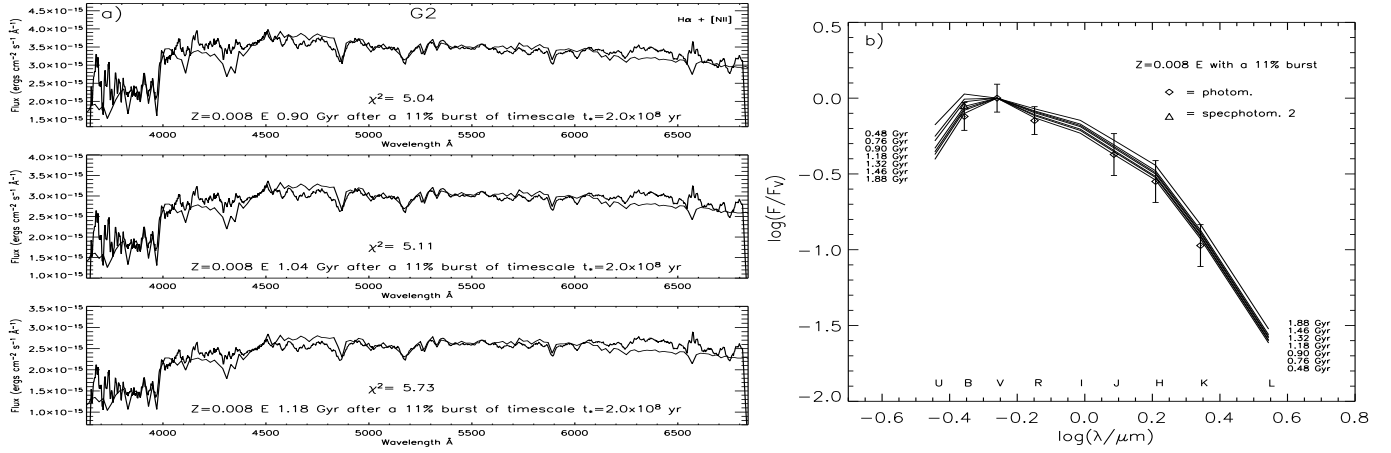 a)
G2
Hα + [NII]
Flux (ergs cm⁻² s⁻¹ Å⁻¹)
4.5×10⁻¹⁵
4.0×10⁻¹⁵
3.5×10⁻¹⁵
3.0×10⁻¹⁵
2.5×10⁻¹⁵
2.0×10⁻¹⁵
1.5×10⁻¹⁵
χ²= 5.04
Z=0.008 E 0.90 Gyr after a 11% burst of timescale t*=2.0×10⁸ yr
4000 4500 5000 5500 6000 6500
Wavelength Å
Flux (ergs cm⁻² s⁻¹ Å⁻¹)
4.0×10⁻¹⁵
3.5×10⁻¹⁵
3.0×10⁻¹⁵
2.5×10⁻¹⁵
2.0×10⁻¹⁵
1.5×10⁻¹⁵
1.0×10⁻¹⁵
χ²= 5.11
Z=0.008 E 1.04 Gyr after a 11% burst of timescale t*=2.0×10⁸ yr
4000 4500 5000 5500 6000 6500
Wavelength Å
Flux (ergs cm⁻² s⁻¹ Å⁻¹)
3.5×10⁻¹⁵
3.0×10⁻¹⁵
2.5×10⁻¹⁵
2.0×10⁻¹⁵
1.5×10⁻¹⁵
1.0×10⁻¹⁵
χ²= 5.73
Z=0.008 E 1.18 Gyr after a 11% burst of timescale t*=2.0×10⁸ yr
4000 4500 5000 5500 6000 6500
Wavelength Å
b)
Z=0.008 E with a 11% burst
◇ = photom.
△ = specphotom. 2
log(F/Fv)
0.5
0.0
−0.5
−1.0
−1.5
−2.0
0.48 Gyr
0.76 Gyr
0.90 Gyr
1.18 Gyr
1.32 Gyr
1.46 Gyr
1.88 Gyr
1.88 Gyr
1.46 Gyr
1.32 Gyr
1.18 Gyr
0.90 Gyr
0.76 Gyr
0.48 Gyr
U B V R I J H K L
−0.6 −0.4 −0.2 0.0 0.2 0.4 0.6 0.8
log(λ/μm)